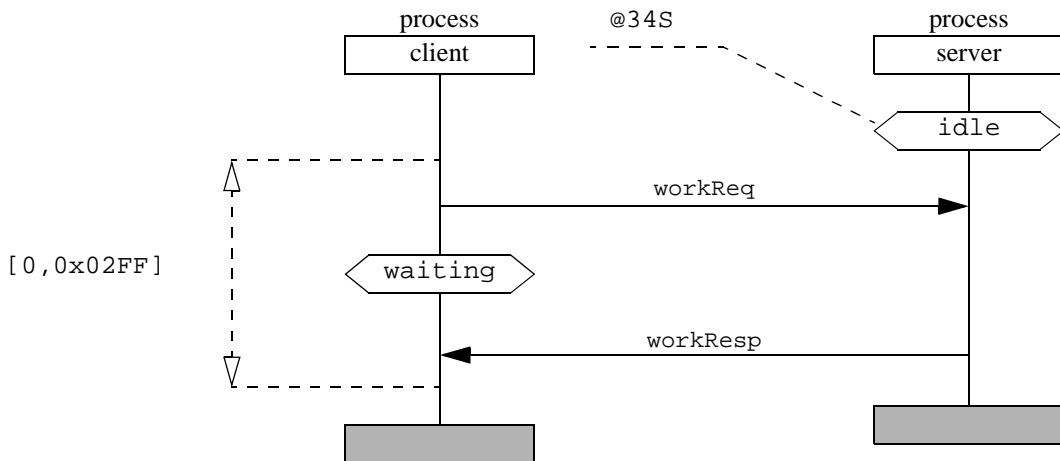 process
client
@34S
process
server
idle
workReq
[0,0x02FF]
waiting
workResp